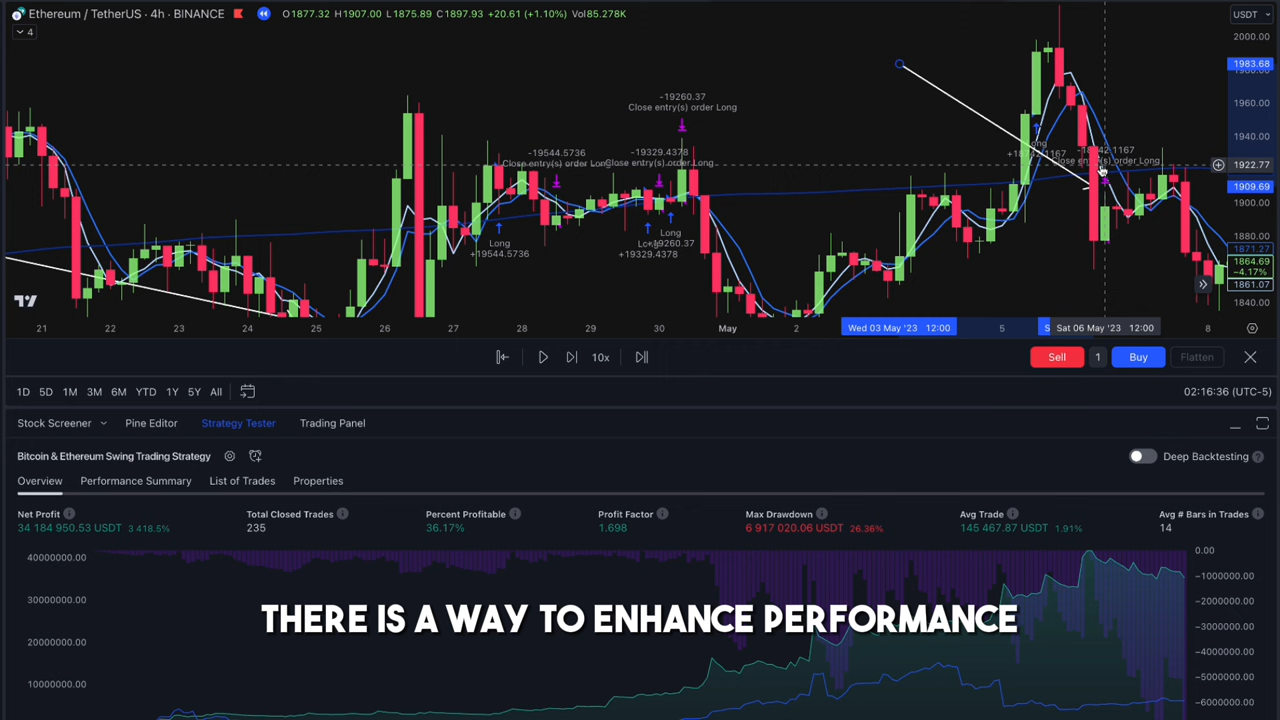 Ethereum / TetherUS · 4h · BINANCE O1877.32 H1907.00 L1875.89 C1897.93 +20.61 (+1.10%) Vol85.278K
USDT
4
2000.00
1983.68
1960.00
1940.00
1922.77
1909.69
1900.00
1880.00
1871.27
1864.69
−4.17%
1861.07
1840.00
-19260.37
Close entry(s) order Long
-19544.5736
Close entry(s) order Long
-19329.4378
Close entry(s) order Long
Long
+19544.5736
Long
+19260.37
+19329.4378
Long
Close entry(s) order Long
21 22 23 24 25 26 27 28 29 30 May 2 Wed 03 May '23 12:00 5 Sat 06 May '23 12:00 8
10x
Sell 1 Buy Flatten
1D 5D 1M 3M 6M YTD 1Y 5Y All
02:16:36 (UTC-5)
Stock Screener Pine Editor Strategy Tester Trading Panel
Bitcoin & Ethereum Swing Trading Strategy
Deep Backtesting
Overview Performance Summary List of Trades Properties
Net Profit Total Closed Trades Percent Profitable Profit Factor Max Drawdown Avg Trade Avg # Bars in Trades
34 184 950.53 USDT 3 418.5% 235 36.17% 1.698 6 917 020.06 USDT 26.36% 145 467.87 USDT 1.91% 14
40000000.00 0.00
−1000000.00
30000000.00
−2000000.00
THERE IS A WAY TO ENHANCE PERFORMANCE
−3000000.00
20000000.00
−4000000.00
10000000.00
−5000000.00
−6000000.00